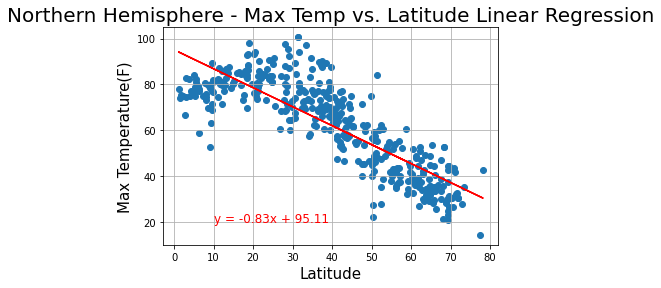 Northern Hemisphere - Max Temp vs. Latitude Linear Regression
100
80
60
40
20
Max Temperature(F)
y = -0.83x + 95.11
0 10 20 30 40 50 60 70 80
Latitude